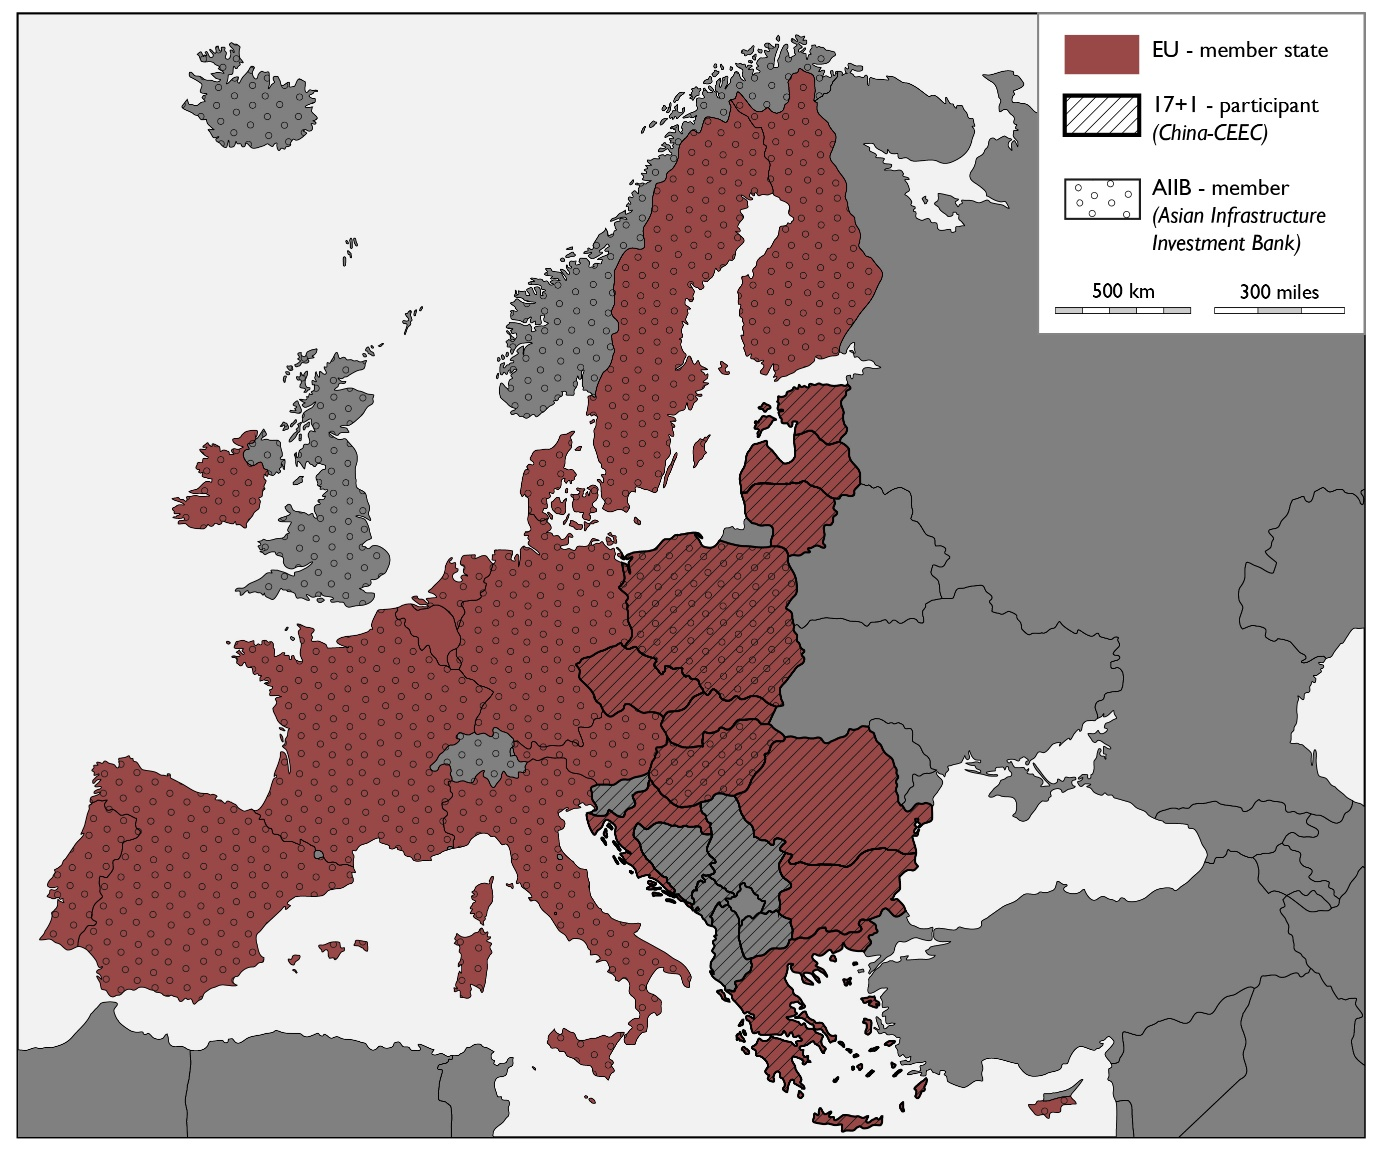 EU - member state
17+1 - participant
(China-CEEC)
AIIB - member
(Asian Infrastructure
Investment Bank)
500 km
300 miles